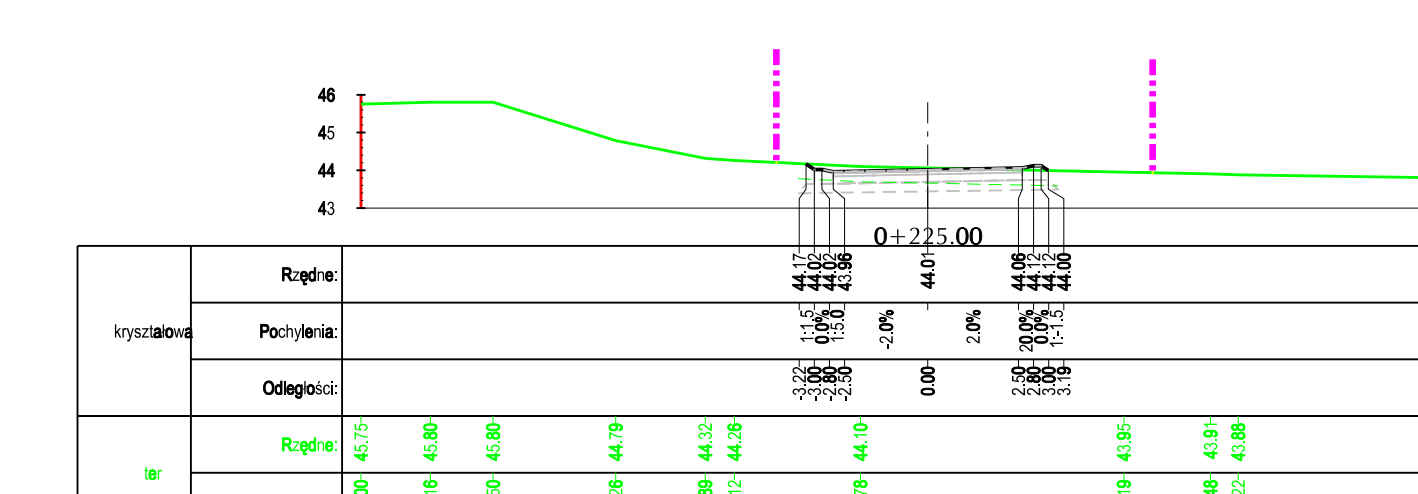 46
45
44
43
0+225.00
Rzędne: 44.17 44.02 44.02 43.96 44.01 44.06 44.12 44.12 44.00
kryształowa
Pochylenia: 1:1.5 0.0% 1:5.0 -2.0% 2.0% 20.0% 0.0% 1:-1.5
Odległości: -3.22 -3.00 -2.80 -2.50 0.00 2.50 2.80 3.00 3.19
Rzędne: 45.75 45.80 45.80 44.79 44.32 44.26 44.10 43.95 43.91 43.88
ter